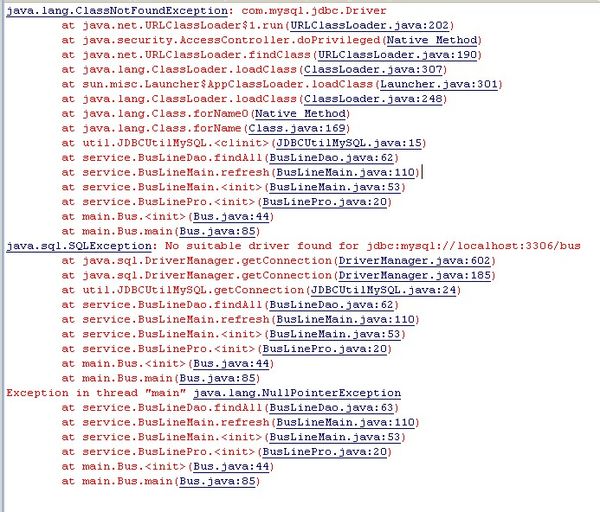 java.lang.ClassNotFoundException: com.mysql.jdbc.Driver
at java.net.URLClassLoader$1.run(URLClassLoader.java:202)
at java.security.AccessController.doPrivileged(Native Method)
at java.net.URLClassLoader.findClass(URLClassLoader.java:190)
at java.lang.ClassLoader.loadClass(ClassLoader.java:307)
at sun.misc.Launcher$AppClassLoader.loadClass(Launcher.java:301)
at java.lang.ClassLoader.loadClass(ClassLoader.java:248)
at java.lang.Class.forName0(Native Method)
at java.lang.Class.forName(Class.java:169)
at util.JDBCUtilMySQL.<clinit>(JDBCUtilMySQL.java:15)
at service.BusLineDao.findAll(BusLineDao.java:62)
at service.BusLineMain.refresh(BusLineMain.java:110)
at service.BusLineMain.<init>(BusLineMain.java:53)
at service.BusLinePro.<init>(BusLinePro.java:20)
at main.Bus.<init>(Bus.java:44)
at main.Bus.main(Bus.java:85)
java.sql.SQLException: No suitable driver found for jdbc:mysql://localhost:3306/bus
at java.sql.DriverManager.getConnection(DriverManager.java:602)
at java.sql.DriverManager.getConnection(DriverManager.java:185)
at util.JDBCUtilMySQL.getConnection(JDBCUtilMySQL.java:24)
at service.BusLineDao.findAll(BusLineDao.java:62)
at service.BusLineMain.refresh(BusLineMain.java:110)
at service.BusLineMain.<init>(BusLineMain.java:53)
at service.BusLinePro.<init>(BusLinePro.java:20)
at main.Bus.<init>(Bus.java:44)
at main.Bus.main(Bus.java:85)
Exception in thread "main" java.lang.NullPointerException
at service.BusLineDao.findAll(BusLineDao.java:63)
at service.BusLineMain.refresh(BusLineMain.java:110)
at service.BusLineMain.<init>(BusLineMain.java:53)
at service.BusLinePro.<init>(BusLinePro.java:20)
at main.Bus.<init>(Bus.java:44)
at main.Bus.main(Bus.java:85)